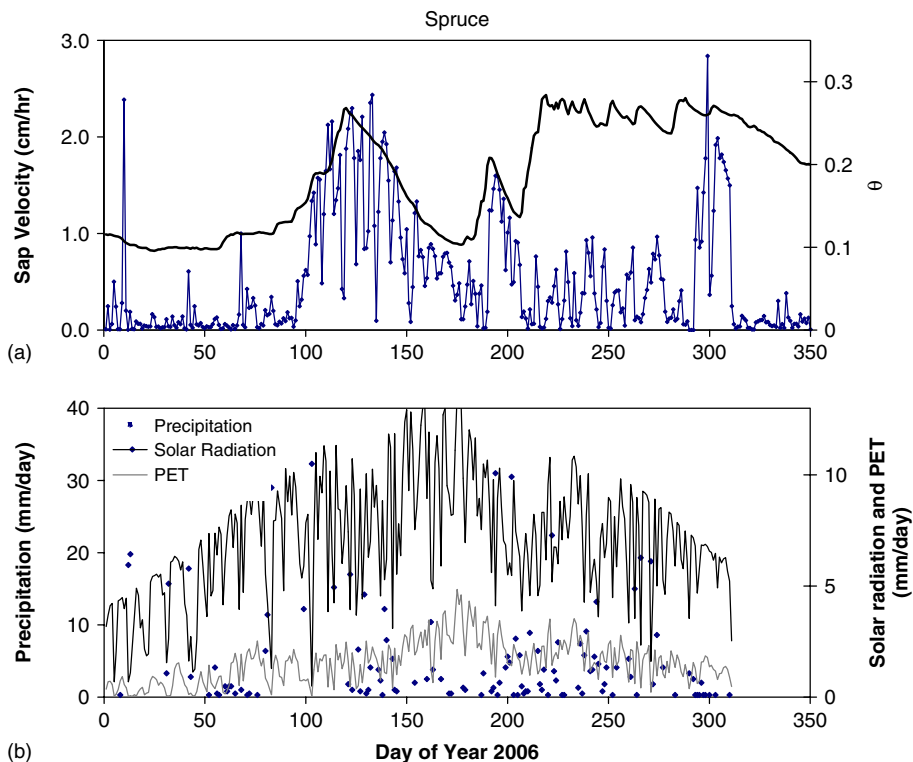 Spruce
(a)
Sap Velocity (cm/hr)
3.0
2.0
1.0
0.0
0.3
0.2
0.1
0
θ
0 50 100 150 200 250 300 350
(b)
Precipitation (mm/day)
40
30
20
10
0
Precipitation
Solar Radiation
PET
10
5
0
Solar radiation and PET
(mm/day)
0 50 100 150 200 250 300 350
Day of Year 2006